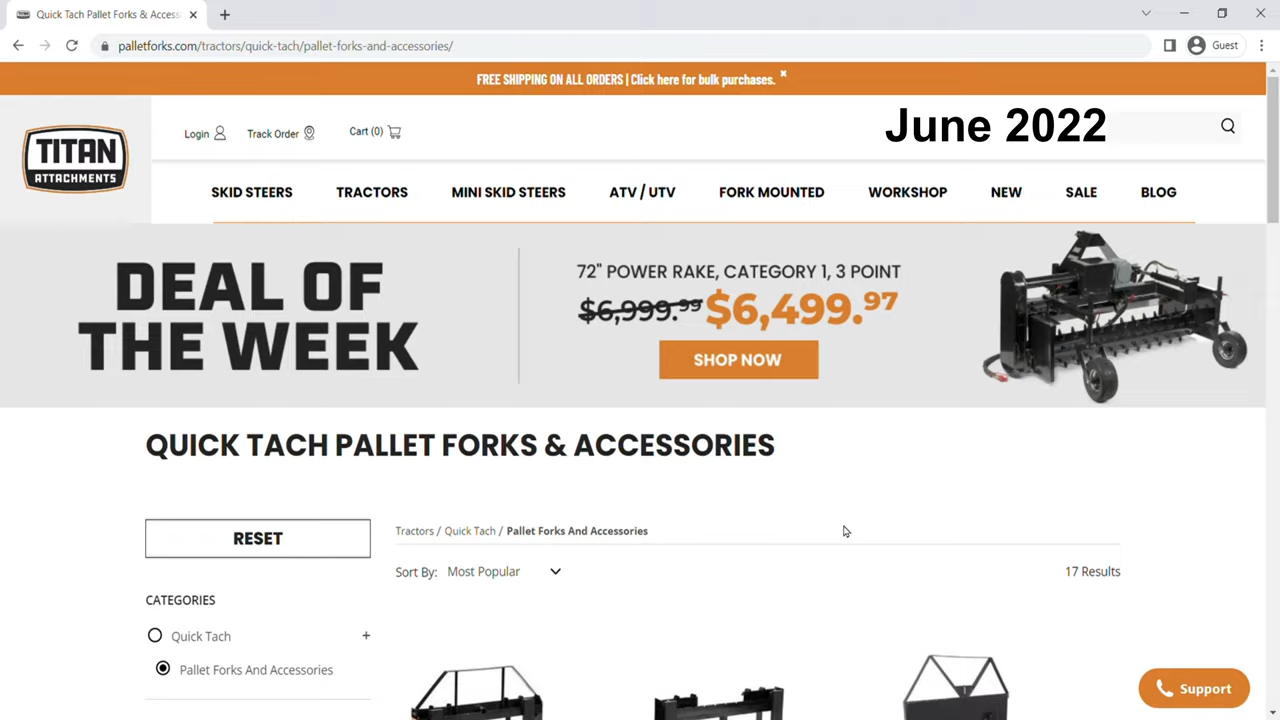 Quick Tach Pallet Forks & Access
palletforks.com/tractors/quick-tach/pallet-forks-and-accessories/
Guest
FREE SHIPPING ON ALL ORDERS | Click here for bulk purchases. ×
TITAN
ATTACHMENTS
Login
Track Order
Cart (0)
June 2022
SKID STEERS
TRACTORS
MINI SKID STEERS
ATV / UTV
FORK MOUNTED
WORKSHOP
NEW
SALE
BLOG
DEAL OF
THE WEEK
72" POWER RAKE, CATEGORY 1, 3 POINT
$6,999.99 $6,499.97
SHOP NOW
QUICK TACH PALLET FORKS & ACCESSORIES
RESET
Tractors / Quick Tach / Pallet Forks And Accessories
Sort By: Most Popular
17 Results
CATEGORIES
Quick Tach +
Pallet Forks And Accessories
Support